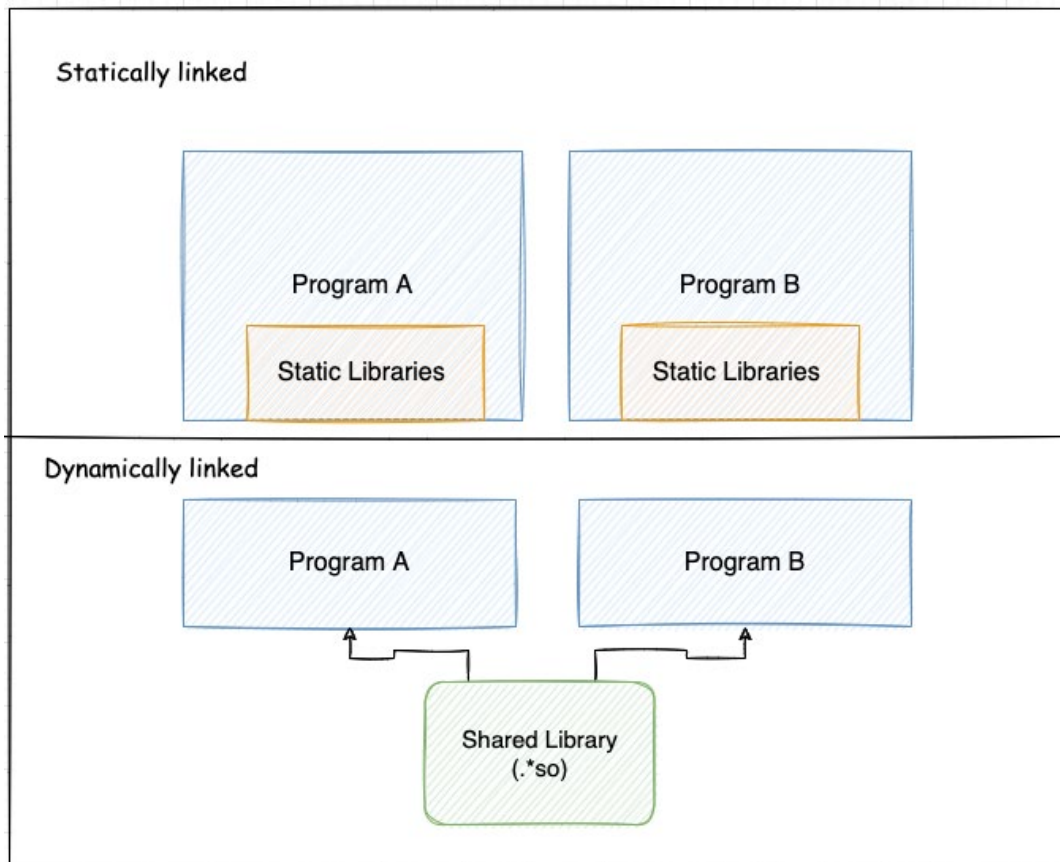 Statically linked
Program A
Program B
Static Libraries
Static Libraries
Dynamically linked
Program A
Program B
Shared Library
(.*so)